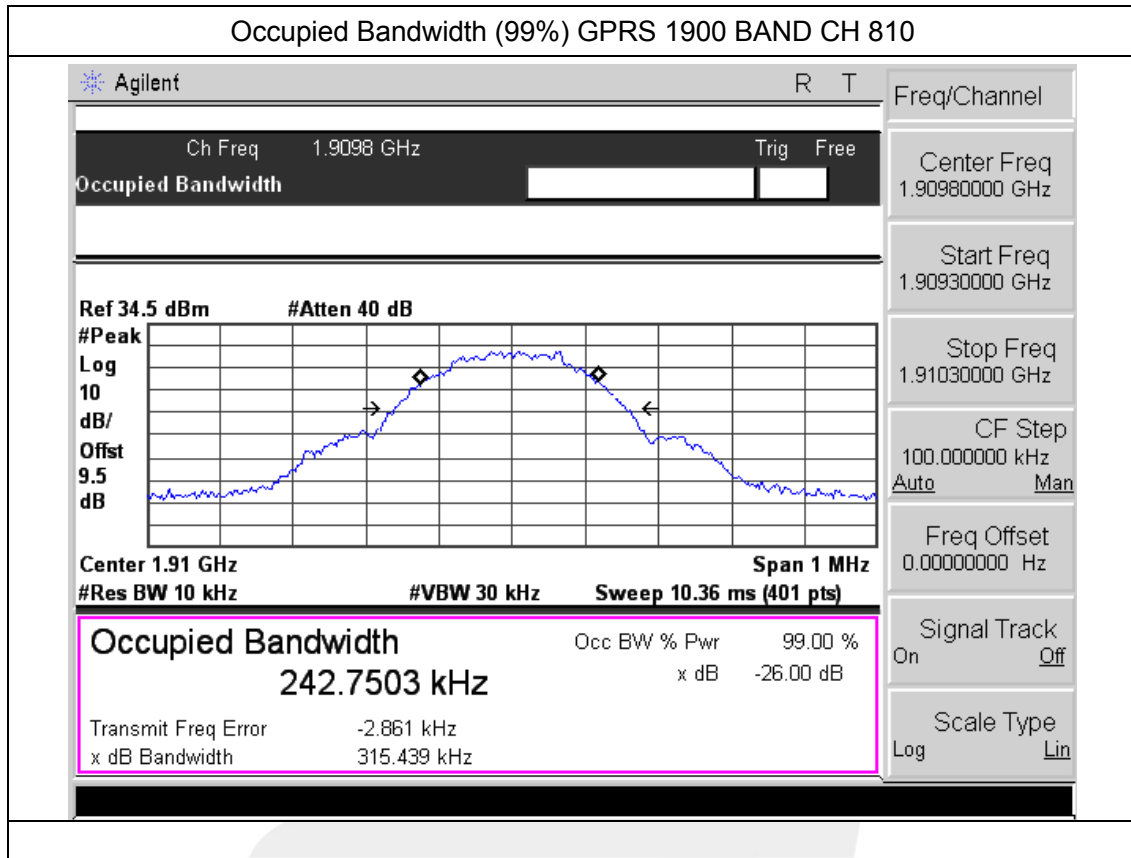 Occupied Bandwidth (99%) GPRS 1900 BAND CH 810
Agilent R T
Ch Freq 1.9098 GHz Trig Free
Occupied Bandwidth
Ref 34.5 dBm #Atten 40 dB
#Peak
Log
10
dB/
Offst
9.5
dB
Center 1.91 GHz Span 1 MHz
#Res BW 10 kHz #VBW 30 kHz Sweep 10.36 ms (401 pts)
Occupied Bandwidth
242.7503 kHz
Occ BW % Pwr 99.00 %
x dB -26.00 dB
Transmit Freq Error -2.861 kHz
x dB Bandwidth 315.439 kHz
Freq/Channel
Center Freq
1.90980000 GHz
Start Freq
1.90930000 GHz
Stop Freq
1.91030000 GHz
CF Step
100.000000 kHz
Auto Man
Freq Offset
0.00000000 Hz
Signal Track
On Off
Scale Type
Log Lin